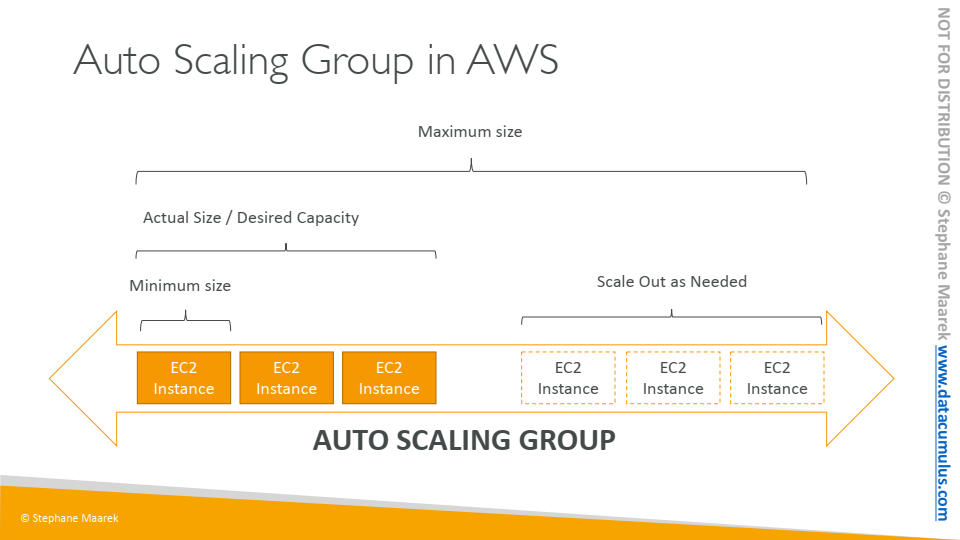 Auto Scaling Group in AWS
Maximum size
Actual Size / Desired Capacity
Minimum size
Scale Out as Needed
EC2
Instance
EC2
Instance
EC2
Instance
EC2
Instance
EC2
Instance
EC2
Instance
AUTO SCALING GROUP
© Stephane Maarek
NOT FOR DISTRIBUTION © Stephane Maarek www.datacumulus.com